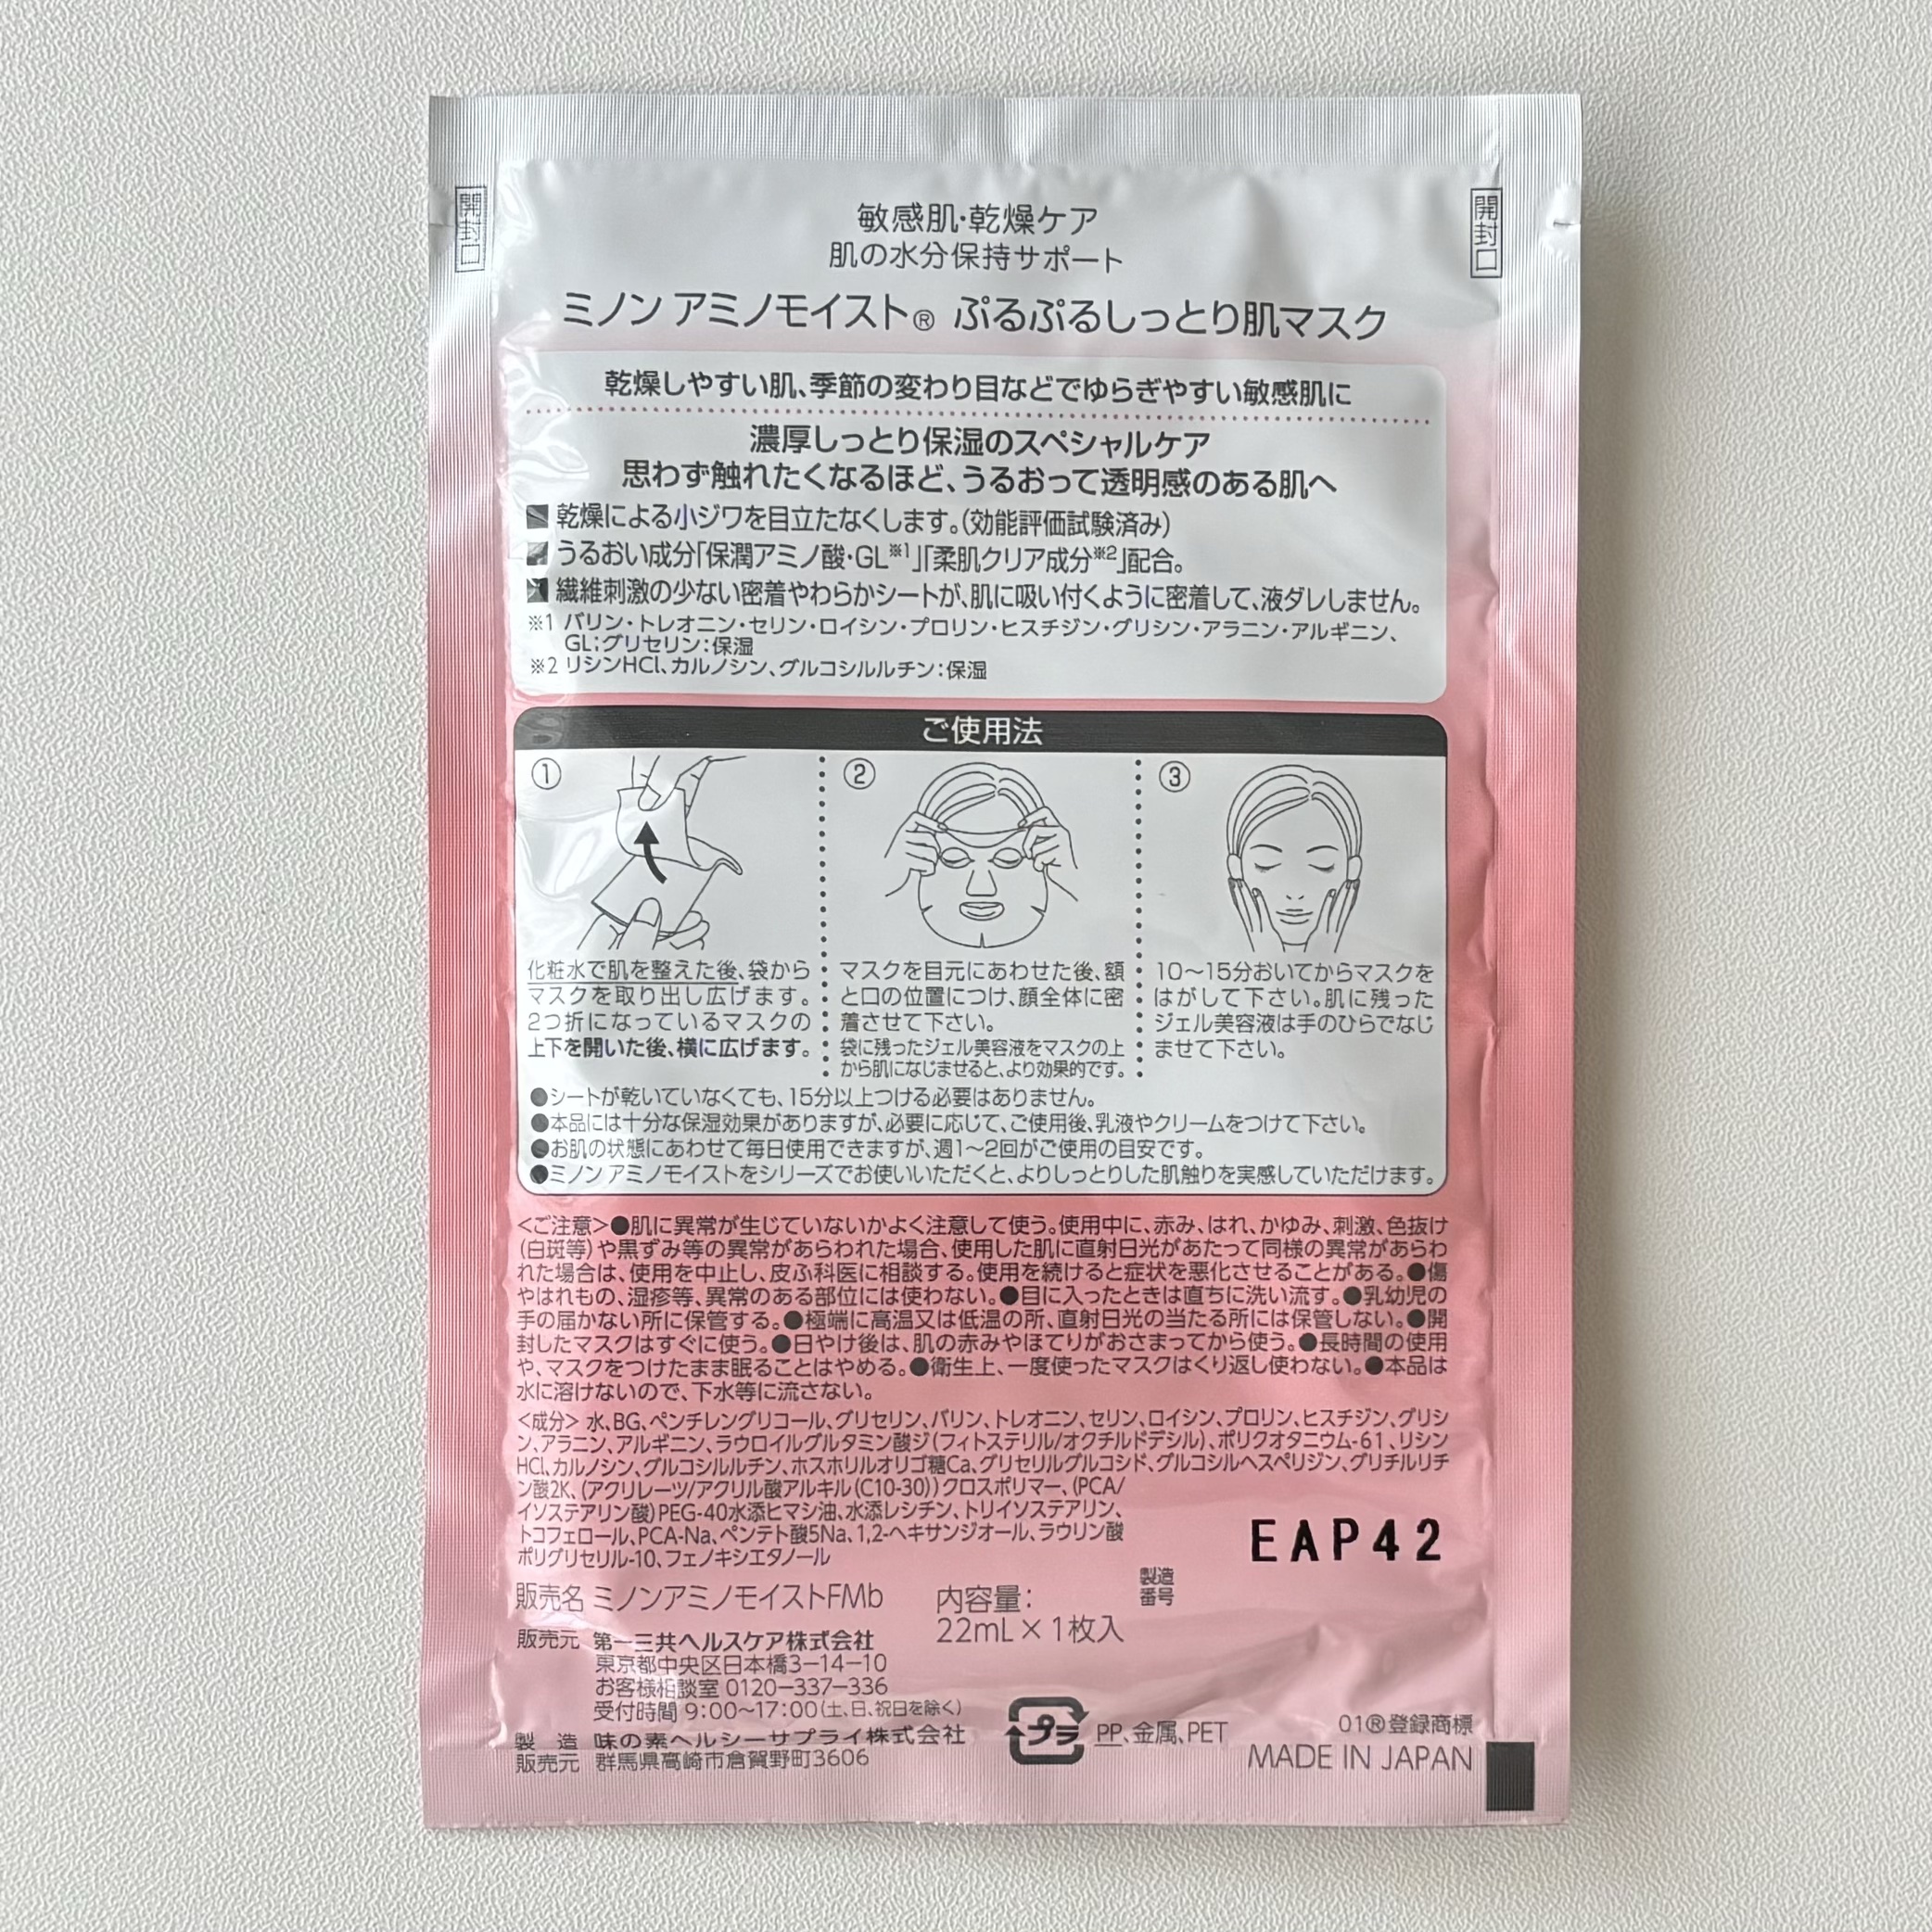 開封口
開封口
敏感肌・乾燥ケア
肌の水分保持サポート
ミノン アミノモイスト® ぷるぷるしっとり肌マスク
乾燥しやすい肌、季節の変わり目などでゆらぎやすい敏感肌に
濃厚しっとり保湿のスペシャルケア
思わず触れたくなるほど、うるおって透明感のある肌へ
■ 乾燥による小ジワを目立たなくします。(効能評価試験済み)
■ うるおい成分「保潤アミノ酸・GL※1」「柔肌クリア成分※2」配合。
■ 繊維刺激の少ない密着やわらかシートが、肌に吸い付くように密着して、液ダレしません。
※1 バリン・トレオニン・セリン・ロイシン・プロリン・ヒスチジン・グリシン・アラニン・アルギニン、
GL:グリセリン:保湿
※2 リシンHCl、カルノシン、グルコシルルチン:保湿
ご使用法
①
化粧水で肌を整えた後、袋から
マスクを取り出し広げます。
2つ折になっているマスクの
上下を開いた後、横に広げます。
②
マスクを目元にあわせた後、額
と口の位置につけ、顔全体に密
着させて下さい。
袋に残ったジェル美容液をマスクの上
から肌になじませると、より効果的です。
③
10〜15分おいてからマスクを
はがして下さい。肌に残った
ジェル美容液は手のひらでなじ
ませて下さい。
●シートが乾いていなくても、15分以上つける必要はありません。
●本品には十分な保湿効果がありますが、必要に応じて、ご使用後、乳液やクリームをつけて下さい。
●お肌の状態にあわせて毎日使用できますが、週1〜2回がご使用の目安です。
●ミノン アミノモイストをシリーズでお使いいただくと、よりしっとりした肌触りを実感していただけます。
<ご注意>●肌に異常が生じていないかよく注意して使う。使用中に、赤み、はれ、かゆみ、刺激、色抜け
(白斑等)や黒ずみ等の異常があらわれた場合、使用した肌に直射日光があたって同様の異常があらわ
れた場合は、使用を中止し、皮ふ科医に相談する。使用を続けると症状を悪化させることがある。●傷
やはれもの、湿疹等、異常のある部位には使わない。●目に入ったときは直ちに洗い流す。●乳幼児の
手の届かない所に保管する。●極端に高温又は低温の所、直射日光の当たる所には保管しない。●開
封したマスクはすぐに使う。●日やけ後は、肌の赤みやほてりがおさまってから使う。●長時間の使用
や、マスクをつけたまま眠ることはやめる。●衛生上、一度使ったマスクはくり返し使わない。●本品は
水に溶けないので、下水等に流さない。
<成分> 水、BG、ペンチレングリコール、グリセリン、バリン、トレオニン、セリン、ロイシン、プロリン、ヒスチジン、グリシ
ン、アラニン、アルギニン、ラウロイルグルタミン酸ジ(フィトステリル/オクチルドデシル)、ポリクオタニウム-61、リシン
HCl、カルノシン、グルコシルルチン、ホスホリルオリゴ糖Ca、グリセリルグルコシド、グルコシルヘスペリジン、グリチルリチ
ン酸2K、(アクリレーツ/アクリル酸アルキル(C10-30))クロスポリマー、(PCA/
イソステアリン酸)PEG-40水添ヒマシ油、水添レシチン、トリイソステアリン、
トコフェロール、PCA-Na、ペンテト酸5Na、1,2-ヘキサンジオール、ラウリン酸
ポリグリセリル-10、フェノキシエタノール
EAP42
製造
番号
販売名 ミノンアミノモイストFMb
内容量:
22mL×1枚入
販売元 第一三共ヘルスケア株式会社
東京都中央区日本橋3-14-10
お客様相談室 0120-337-336
受付時間 9:00〜17:00(土、日、祝日を除く)
製 造 味の素ヘルシーサプライ株式会社
販売元 群馬県高崎市倉賀野町3606
プラ PP、金属、PET
01®登録商標
MADE IN JAPAN